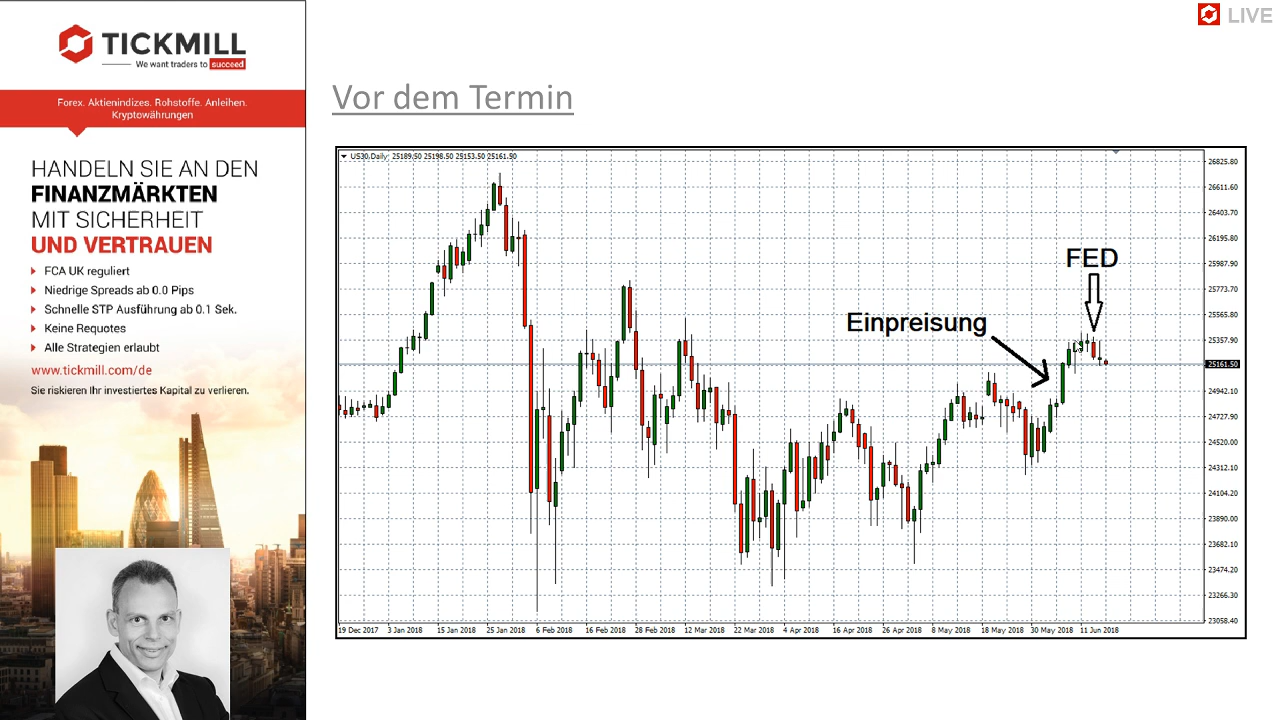 TICKMILL
We want traders to succeed
Forex. Aktienindizes. Rohstoffe. Anleihen.
Kryptowährungen
HANDELN SIE AN DEN
FINANZMÄRKTEN
MIT SICHERHEIT
UND VERTRAUEN
FCA UK reguliert
Niedrige Spreads ab 0.0 Pips
Schnelle STP Ausführung ab 0.1 Sek.
Keine Requotes
Alle Strategien erlaubt
www.tickmill.com/de
Sie riskieren Ihr investiertes Kapital zu verlieren.
LIVE
Vor dem Termin
US30,Daily: 25189.50 25198.50 25153.50 25161.50
FED
Einpreisung
26825.80
26611.60
26403.70
26195.80
25987.90
25773.70
25565.80
25357.90
25161.50
24942.10
24727.90
24520.00
24312.10
24104.20
23890.00
23682.10
23474.20
23266.30
23058.40
19 Dec 2017 3 Jan 2018 15 Jan 2018 25 Jan 2018 6 Feb 2018 16 Feb 2018 28 Feb 2018 12 Mar 2018 22 Mar 2018 4 Apr 2018 16 Apr 2018 26 Apr 2018 8 May 2018 18 May 2018 30 May 2018 11 Jun 2018